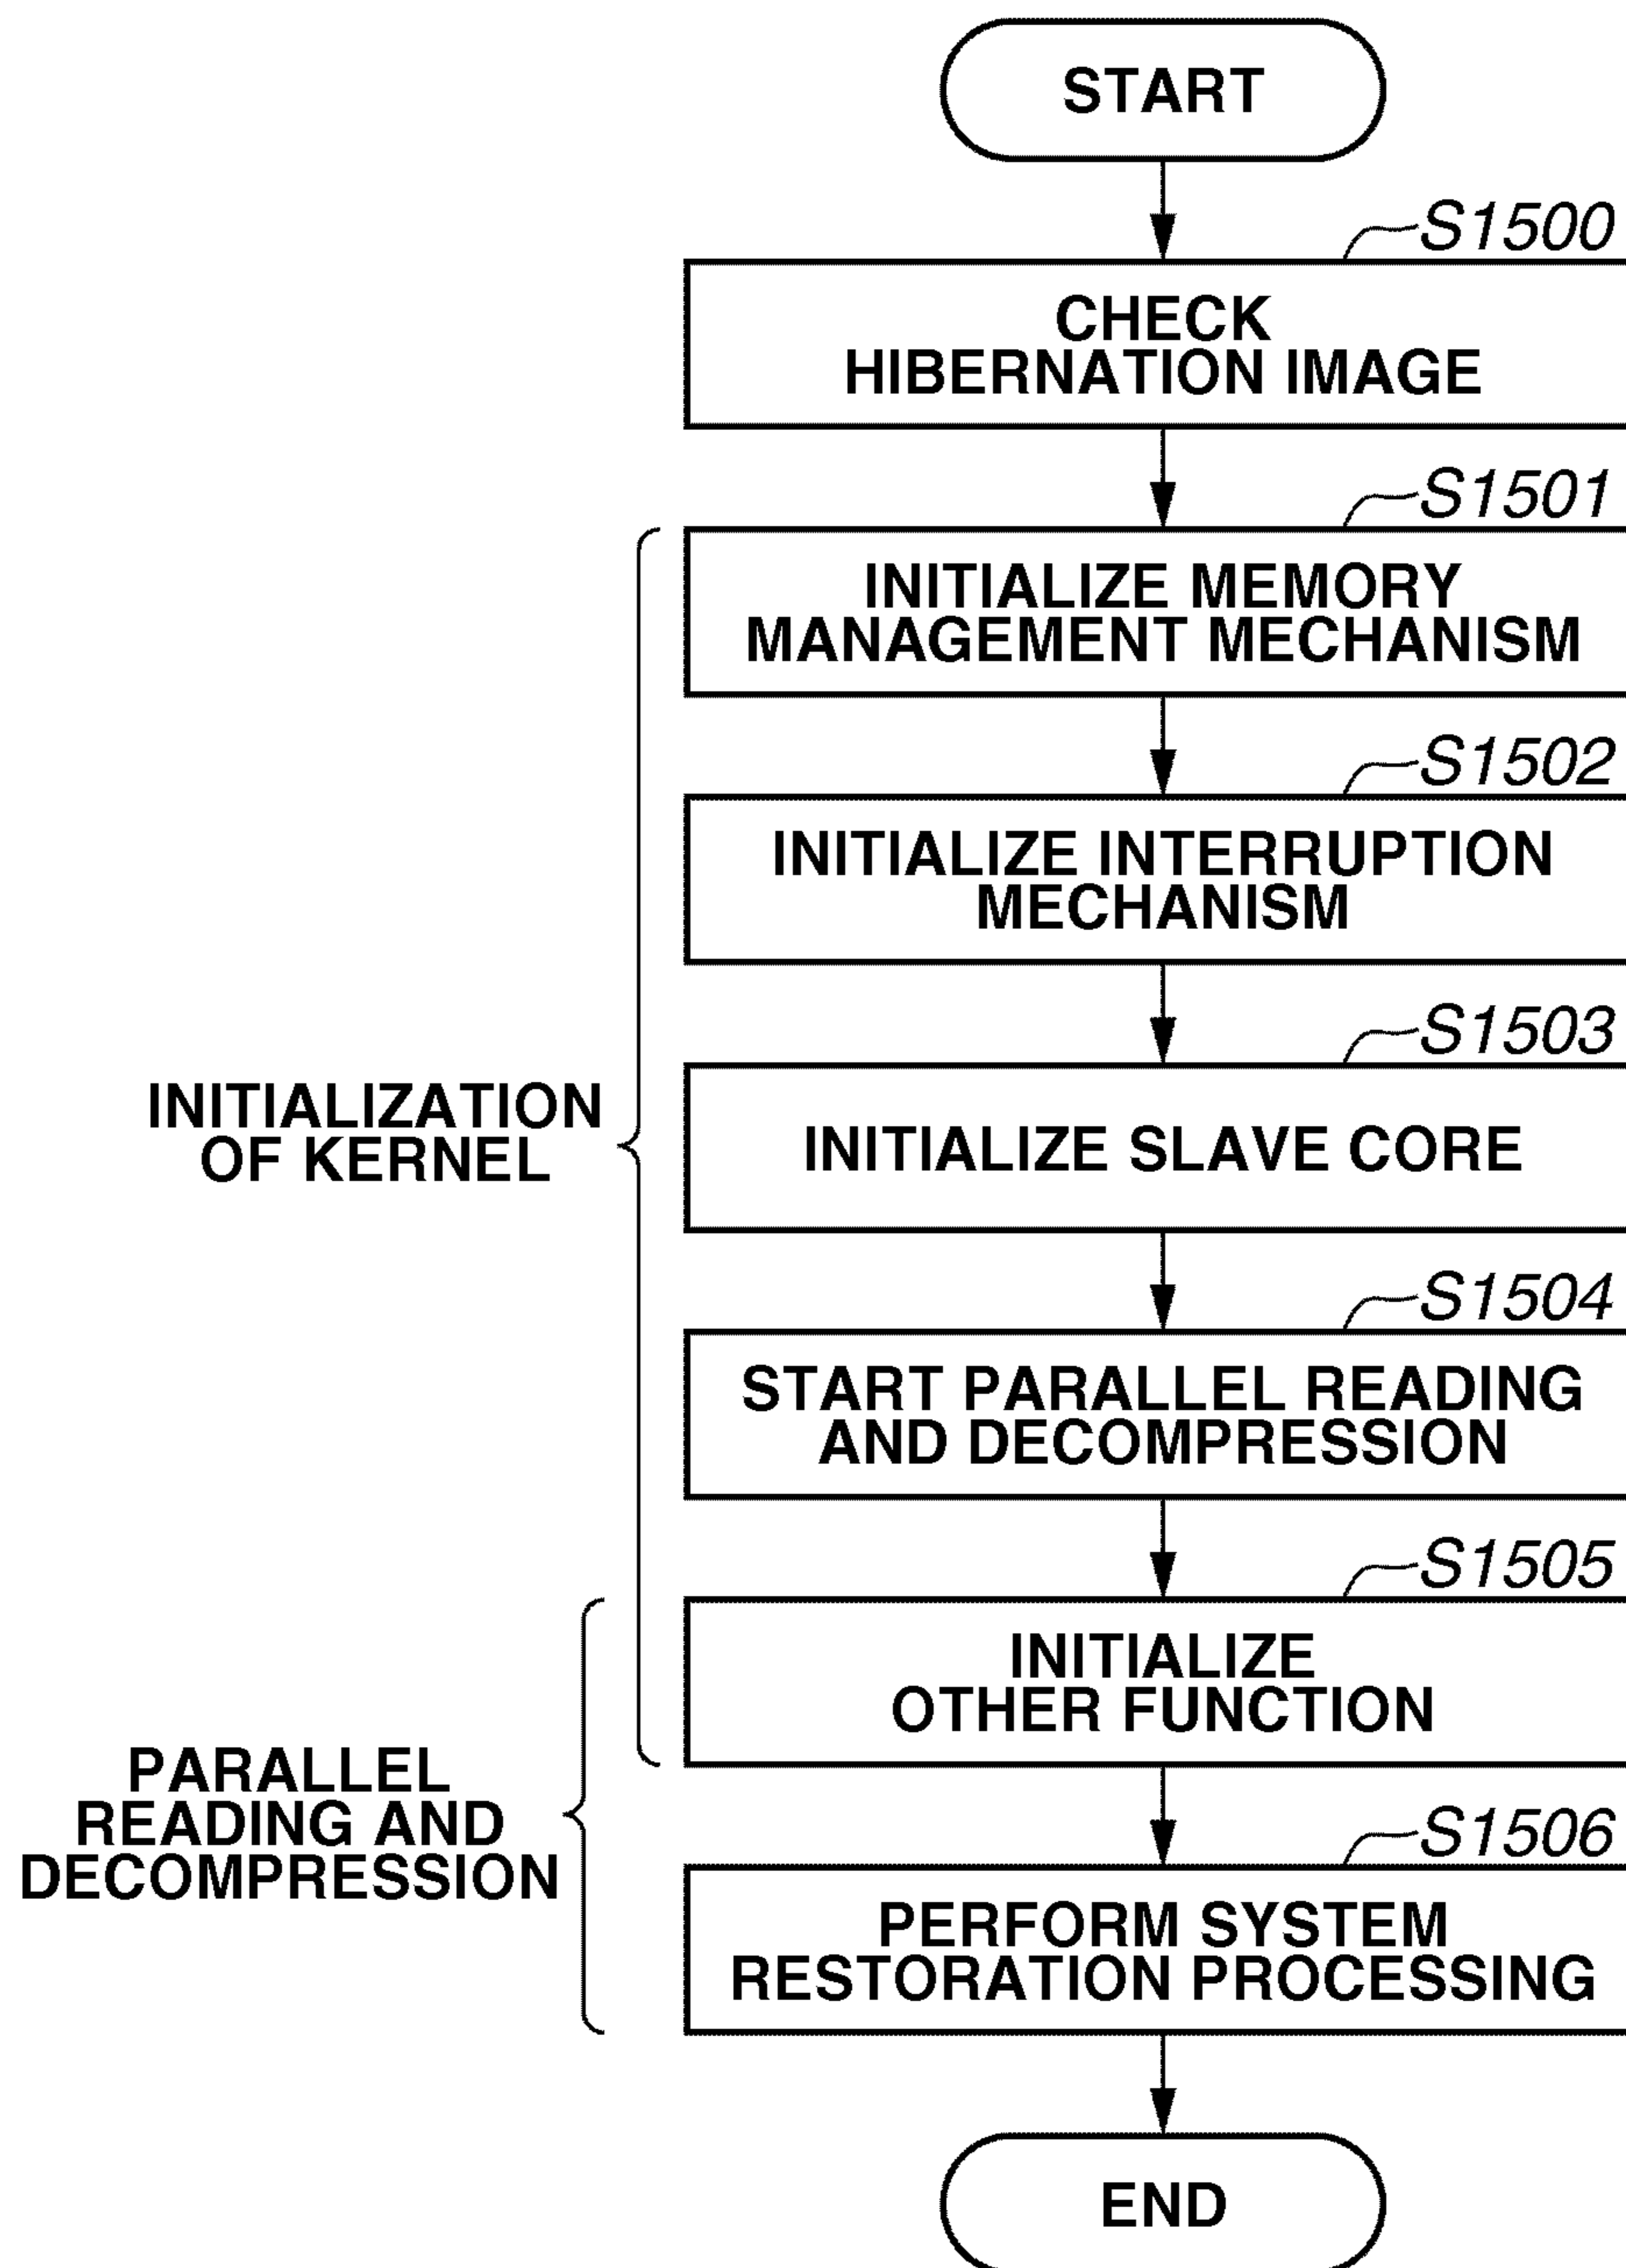 START
S1500
CHECK
HIBERNATION IMAGE
S1501
INITIALIZE MEMORY
MANAGEMENT MECHANISM
S1502
INITIALIZE INTERRUPTION
MECHANISM
S1503
INITIALIZATION
OF KERNEL
INITIALIZE SLAVE CORE
S1504
START PARALLEL READING
AND DECOMPRESSION
S1505
INITIALIZE
OTHER FUNCTION
PARALLEL
READING AND
DECOMPRESSION
S1506
PERFORM SYSTEM
RESTORATION PROCESSING
END